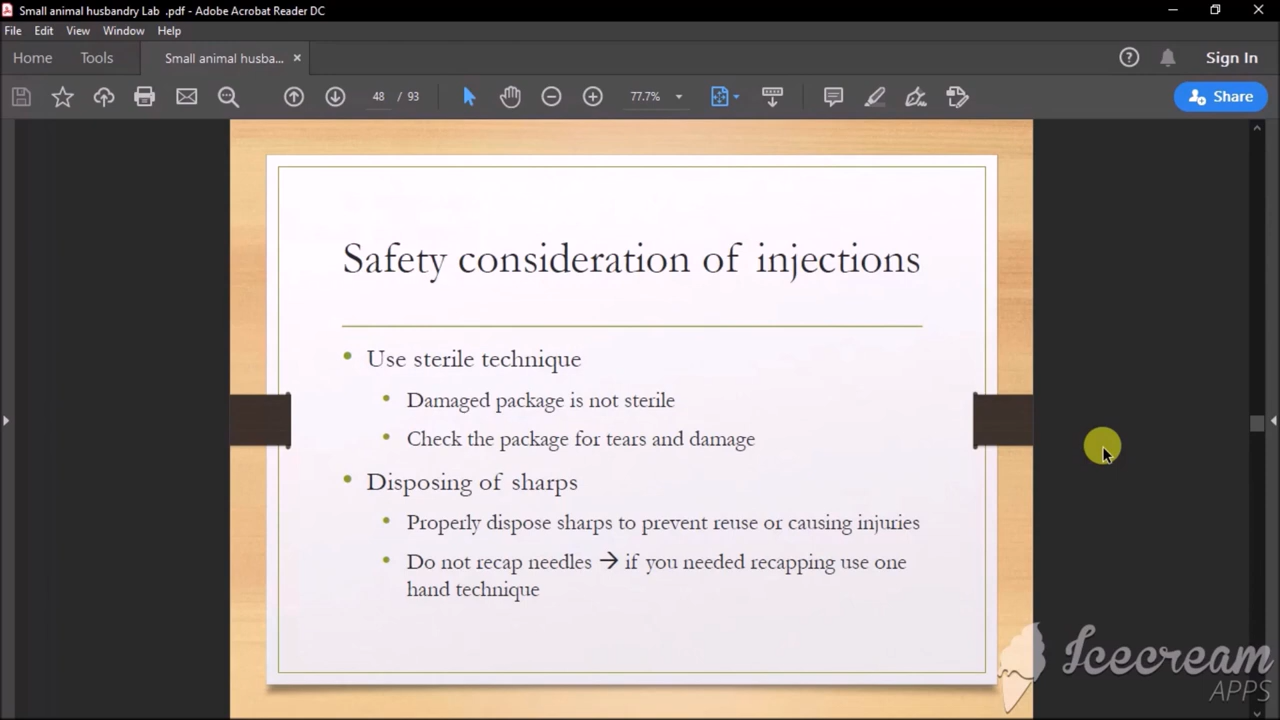 Small animal husbandry Lab .pdf - Adobe Acrobat Reader DC
File Edit View Window Help
Home Tools Small animal husba... Sign In
48 / 93 77.7% Share
Safety consideration of injections
Use sterile technique
Damaged package is not sterile
Check the package for tears and damage
Disposing of sharps
Properly dispose sharps to prevent reuse or causing injuries
Do not recap needles → if you needed recapping use one
hand technique
Icecream
APPS